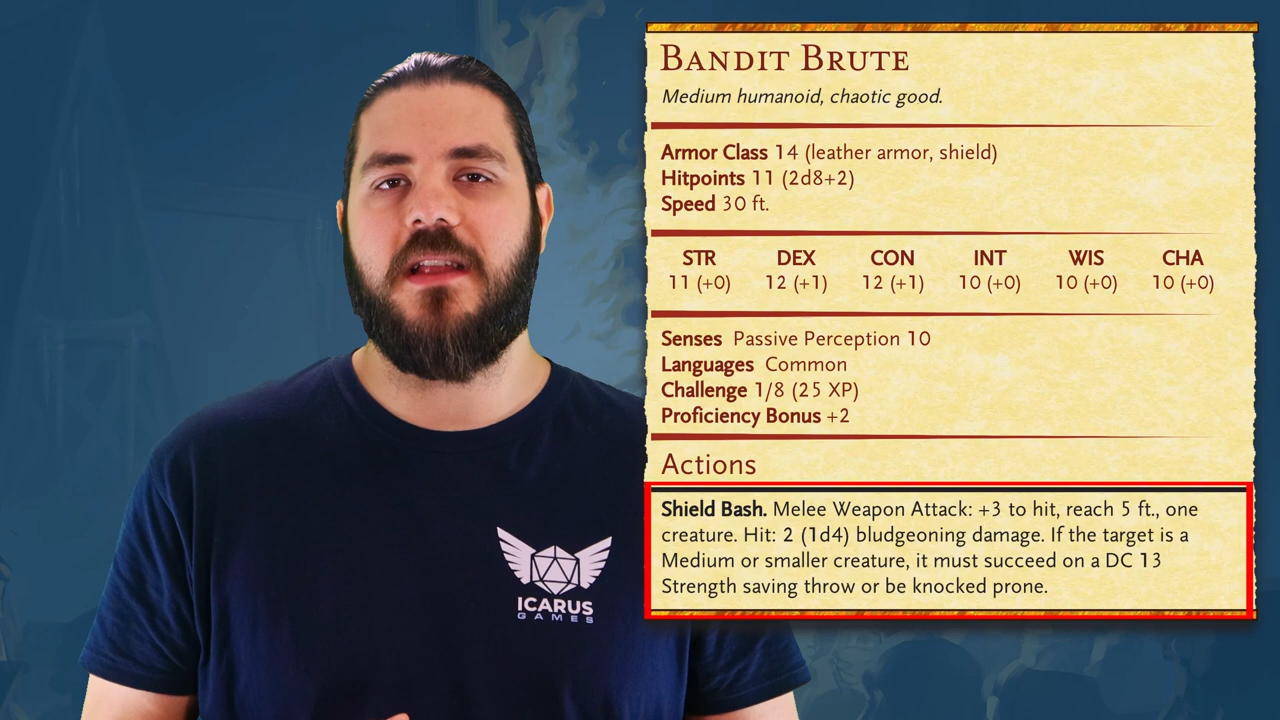 BANDIT BRUTE
Medium humanoid, chaotic good.
Armor Class 14 (leather armor, shield)
Hitpoints 11 (2d8+2)
Speed 30 ft.
STR DEX CON INT WIS CHA
11 (+0) 12 (+1) 12 (+1) 10 (+0) 10 (+0) 10 (+0)
Senses Passive Perception 10
Languages Common
Challenge 1/8 (25 XP)
Proficiency Bonus +2
Actions
Shield Bash. Melee Weapon Attack: +3 to hit, reach 5 ft., one
creature. Hit: 2 (1d4) bludgeoning damage. If the target is a
Medium or smaller creature, it must succeed on a DC 13
Strength saving throw or be knocked prone.
ICARUS
GAMES